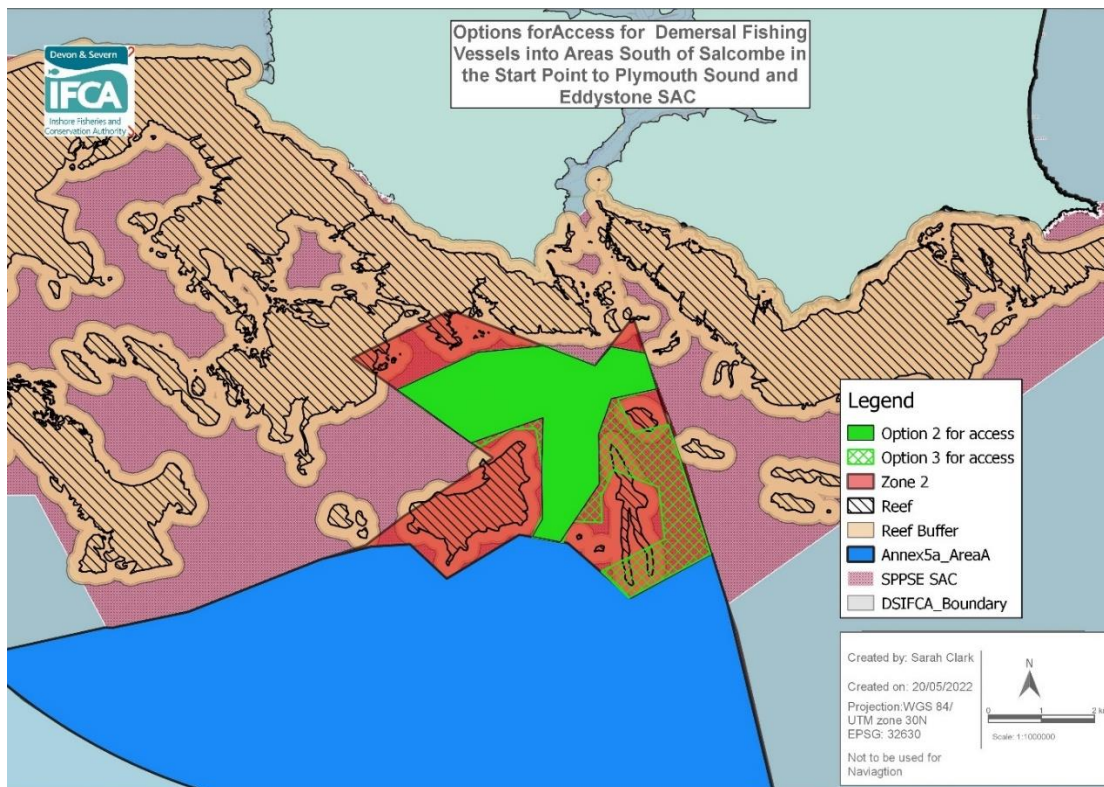 Devon & Severn
IFCA
Inshore Fisheries and
Conservation Authority
Options forAccess for Demersal Fishing
Vessels into Areas South of Salcombe in
the Start Point to Plymouth Sound and
Eddystone SAC
Legend
Option 2 for access
Option 3 for access
Zone 2
Reef
Reef Buffer
Annex5a_AreaA
SPPSE SAC
DSIFCA_Boundary
Created by: Sarah Clark
Created on: 20/05/2022
Projection:WGS 84/
UTM zone 30N
EPSG: 32630
Not to be used for
Naviagtion
N
0 1 2 k
Scale: 1:1000000